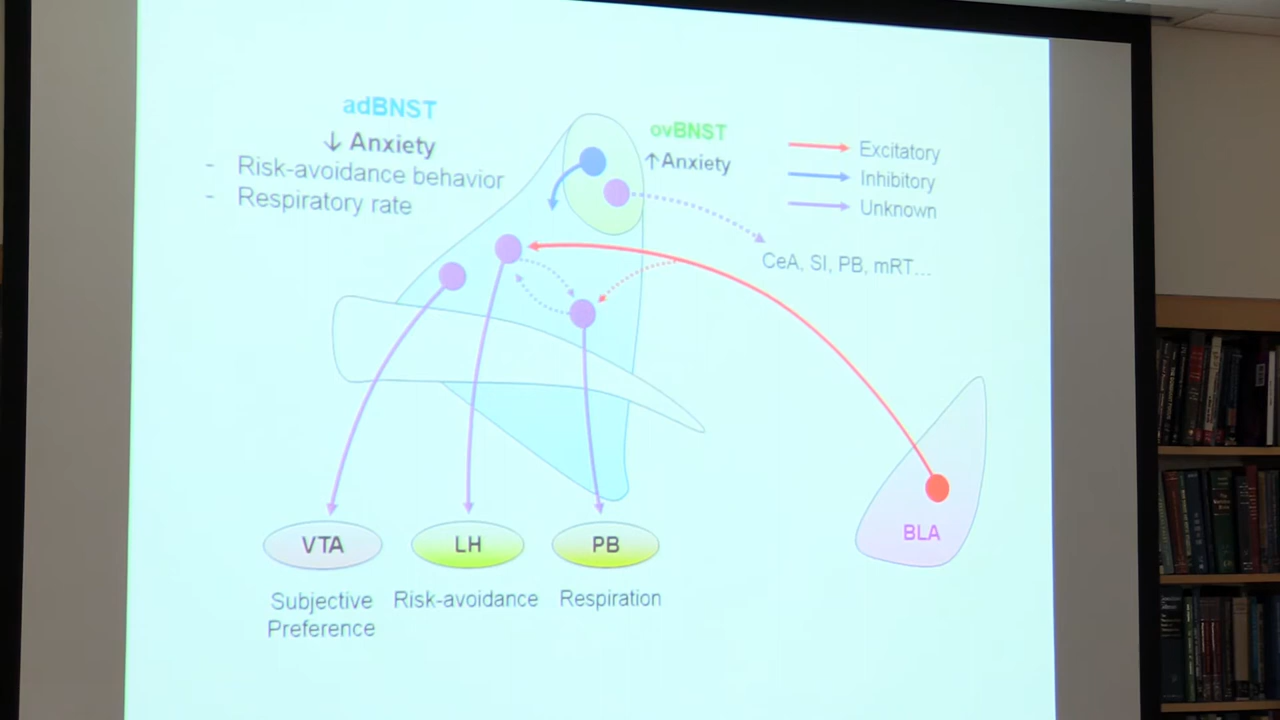 adBNST
↓ Anxiety
- Risk-avoidance behavior
- Respiratory rate
ovBNST
↑Anxiety
Excitatory
Inhibitory
Unknown
CeA, SI, PB, mRT...
BLA
VTA
LH
PB
Subjective
Preference
Risk-avoidance
Respiration